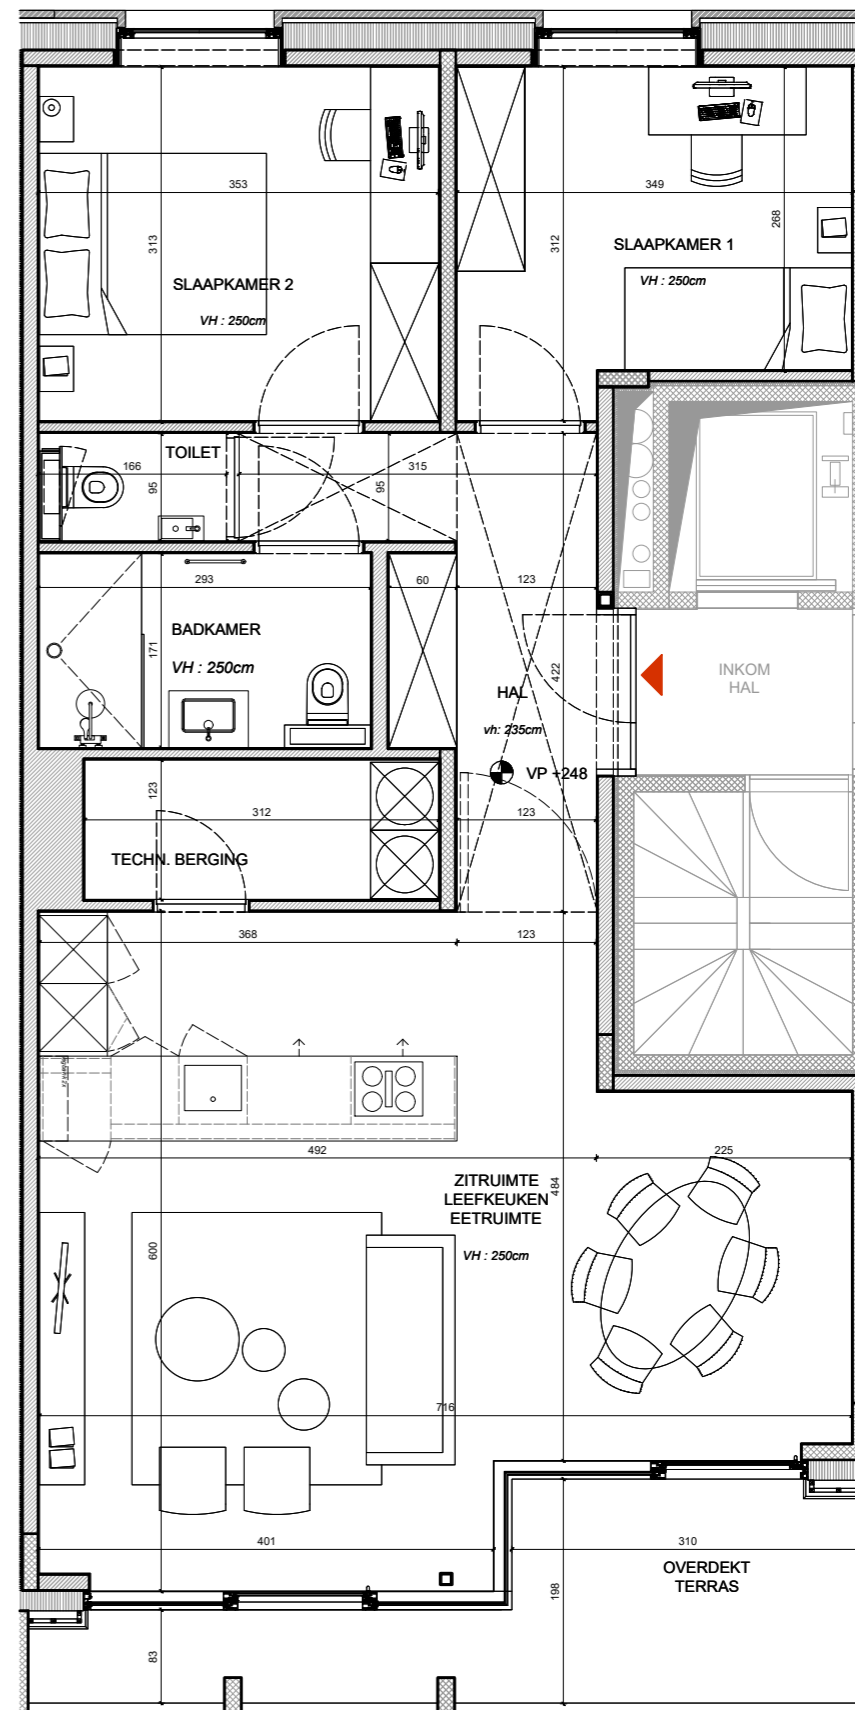 353
349
313
312
268
SLAAPKAMER 1
VH : 250cm
SLAAPKAMER 2
VH : 250cm
TOILET
166
95
95
315
293
60
123
BADKAMER
VH : 250cm
171
422
HAL
vh: 235cm
INKOM
HAL
VP +248
123
312
123
TECHN. BERGING
368
123
492
225
ZITRUIMTE
LEEFKEUKEN
EETRUIMTE
484
VH : 250cm
600
716
401
310
OVERDEKT
TERRAS
198
83